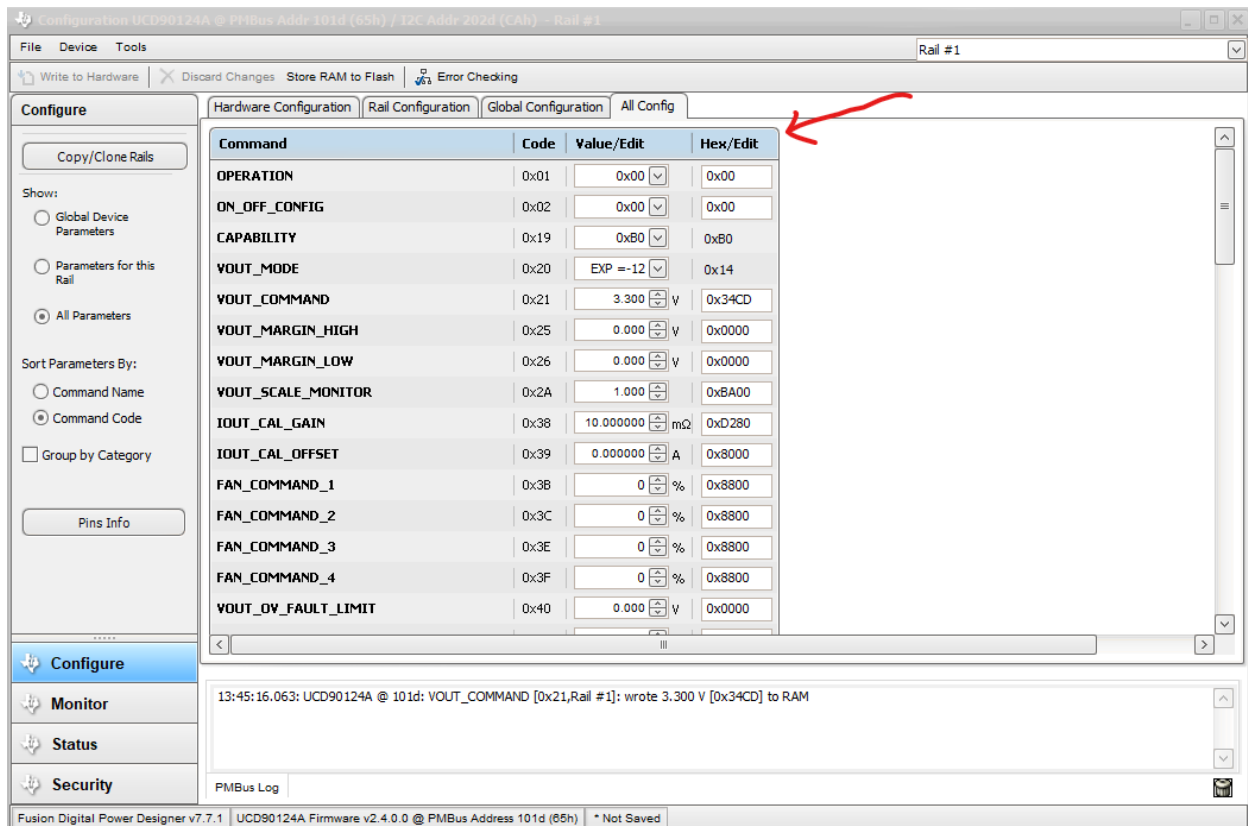 Configuration UCD90124A @ PMBus Addr 101d (65h) / I2C Addr 202d (CAh) - Rail #1
File Device Tools
Rail #1
Write to Hardware Discard Changes Store RAM to Flash Error Checking
Configure
Copy/Clone Rails
Show:
Global Device
Parameters
Parameters for this
Rail
All Parameters
Sort Parameters By:
Command Name
Command Code
Group by Category
Pins Info
Configure
Monitor
Status
Security
Hardware Configuration Rail Configuration Global Configuration All Config
Command Code Value/Edit Hex/Edit
OPERATION 0x01 0x00 0x00
ON_OFF_CONFIG 0x02 0x00 0x00
CAPABILITY 0x19 0xB0 0xB0
VOUT_MODE 0x20 EXP =-12 0x14
VOUT_COMMAND 0x21 3.300 V 0x34CD
VOUT_MARGIN_HIGH 0x25 0.000 V 0x0000
VOUT_MARGIN_LOW 0x26 0.000 V 0x0000
VOUT_SCALE_MONITOR 0x2A 1.000 0xBA00
IOUT_CAL_GAIN 0x38 10.000000 mΩ 0xD280
IOUT_CAL_OFFSET 0x39 0.000000 A 0x8000
FAN_COMMAND_1 0x3B 0 % 0x8800
FAN_COMMAND_2 0x3C 0 % 0x8800
FAN_COMMAND_3 0x3E 0 % 0x8800
FAN_COMMAND_4 0x3F 0 % 0x8800
VOUT_OV_FAULT_LIMIT 0x40 0.000 V 0x0000
13:45:16.063: UCD90124A @ 101d: VOUT_COMMAND [0x21,Rail #1]: wrote 3.300 V [0x34CD] to RAM
PMBus Log
Fusion Digital Power Designer v7.7.1 UCD90124A Firmware v2.4.0.0 @ PMBus Address 101d (65h) * Not Saved